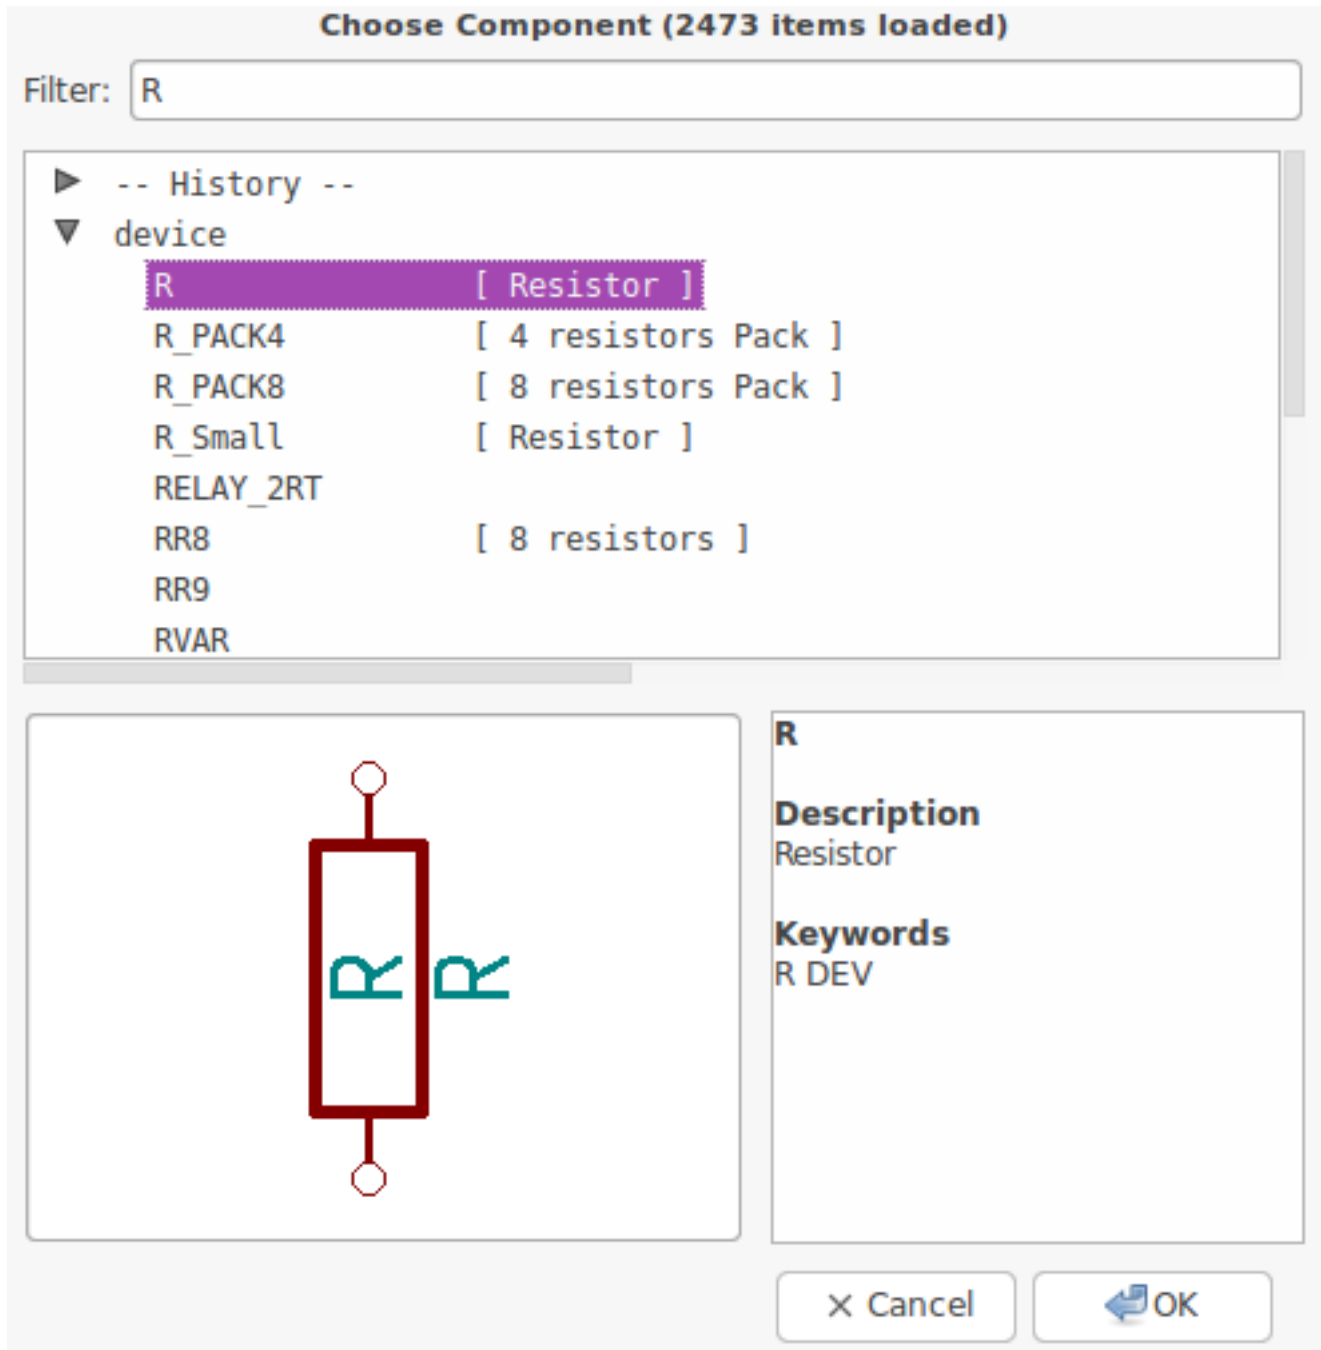 Choose Component (2473 items loaded)
Filter: R
-- History --
device
R [ Resistor ]
R_PACK4 [ 4 resistors Pack ]
R_PACK8 [ 8 resistors Pack ]
R_Small [ Resistor ]
RELAY_2RT
RR8 [ 8 resistors ]
RR9
RVAR
R R
R
Description
Resistor
Keywords
R DEV
Cancel OK